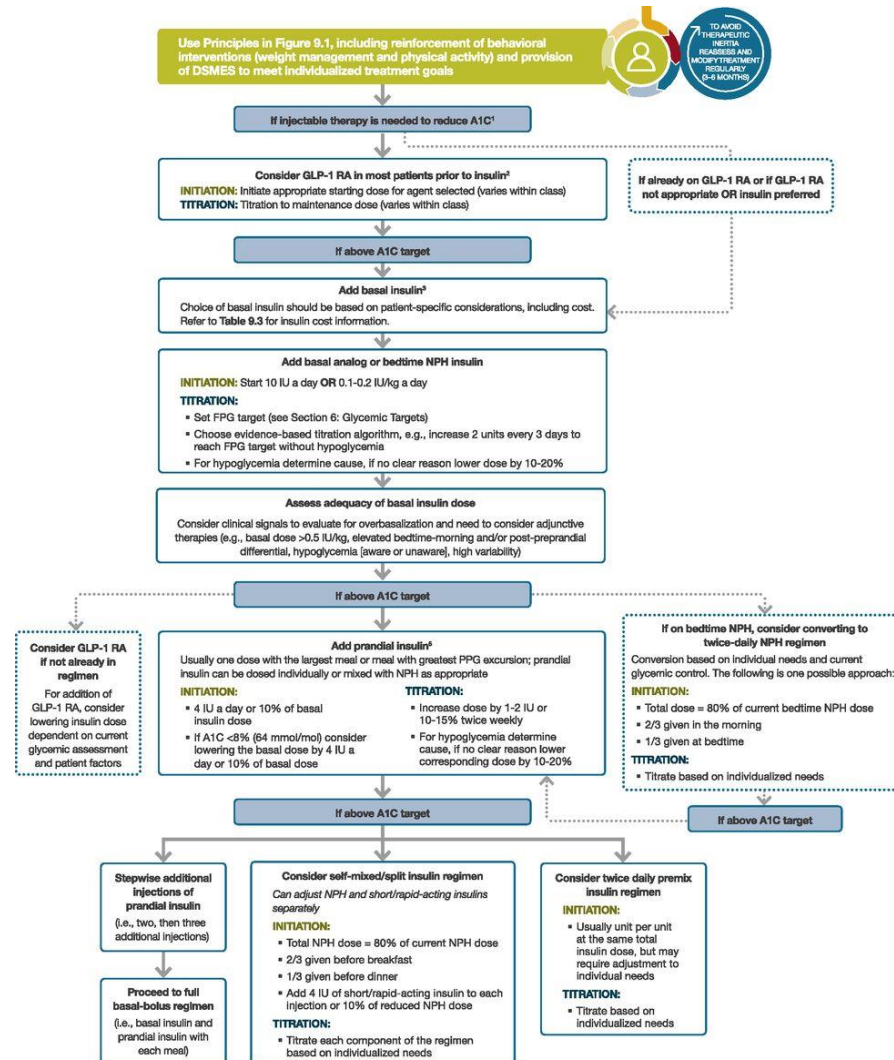 Use Principles in Figure 9.1, including reinforcement of behavioral
interventions (weight management and physical activity) and provision
of DSMES to meet individualized treatment goals
TO AVOID
THERAPEUTIC
INERTIA
REASSESS AND
MODIFY TREATMENT
REGULARLY
(3-6 MONTHS)
If injectable therapy is needed to reduce A1C¹
Consider GLP-1 RA in most patients prior to insulin²
INITIATION: Initiate appropriate starting dose for agent selected (varies within class)
TITRATION: Titration to maintenance dose (varies within class)
If already on GLP-1 RA or if GLP-1 RA
not appropriate OR insulin preferred
If above A1C target
Add basal insulin³
Choice of basal insulin should be based on patient-specific considerations, including cost.
Refer to Table 9.3 for insulin cost information.
Add basal analog or bedtime NPH insulin
INITIATION: Start 10 IU a day OR 0.1-0.2 IU/kg a day
TITRATION:
▪ Set FPG target (see Section 6: Glycemic Targets)
▪ Choose evidence-based titration algorithm, e.g., increase 2 units every 3 days to
reach FPG target without hypoglycemia
▪ For hypoglycemia determine cause, if no clear reason lower dose by 10-20%
Assess adequacy of basal insulin dose
Consider clinical signals to evaluate for overbasalization and need to consider adjunctive
therapies (e.g., basal dose >0.5 IU/kg, elevated bedtime-morning and/or post-preprandial
differential, hypoglycemia [aware or unaware], high variability)
If above A1C target
Consider GLP-1 RA
if not already in
regimen
For addition of
GLP-1 RA, consider
lowering insulin dose
dependent on current
glycemic assessment
and patient factors
Add prandial insulin⁵
Usually one dose with the largest meal or meal with greatest PPG excursion; prandial
insulin can be dosed individually or mixed with NPH as appropriate
INITIATION:
▪ 4 IU a day or 10% of basal
insulin dose
▪ If A1C <8% (64 mmol/mol) consider
lowering the basal dose by 4 IU a
day or 10% of basal dose
TITRATION:
▪ Increase dose by 1-2 IU or
10-15% twice weekly
▪ For hypoglycemia determine
cause, if no clear reason lower
corresponding dose by 10-20%
If on bedtime NPH, consider converting to
twice-daily NPH regimen
Conversion based on individual needs and current
glycemic control. The following is one possible approach:
INITIATION:
▪ Total dose = 80% of current bedtime NPH dose
▪ 2/3 given in the morning
▪ 1/3 given at bedtime
TITRATION:
▪ Titrate based on individualized needs
If above A1C target
If above A1C target
Stepwise additional
injections of
prandial insulin
(i.e., two, then three
additional injections)
Proceed to full
basal-bolus regimen
(i.e., basal insulin and
prandial insulin with
each meal)
Consider self-mixed/split insulin regimen
Can adjust NPH and short/rapid-acting insulins
separately
INITIATION:
▪ Total NPH dose = 80% of current NPH dose
▪ 2/3 given before breakfast
▪ 1/3 given before dinner
▪ Add 4 IU of short/rapid-acting insulin to each
injection or 10% of reduced NPH dose
TITRATION:
▪ Titrate each component of the regimen
based on individualized needs
Consider twice daily premix
insulin regimen
INITIATION:
▪ Usually unit per unit
at the same total
insulin dose, but may
require adjustment to
individual needs
TITRATION:
▪ Titrate based on
individualized needs